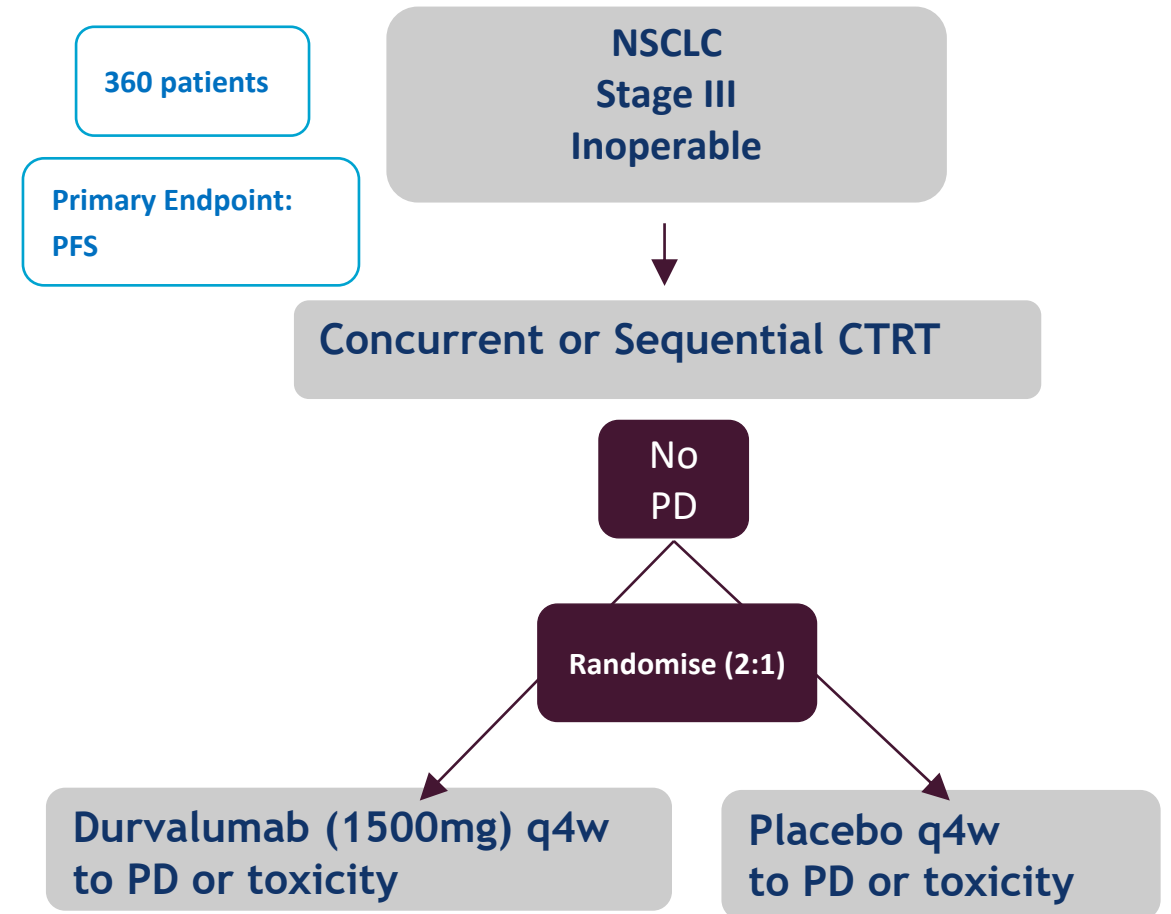 360 patients
NSCLC
Stage III
Inoperable
Primary Endpoint:
PFS
Concurrent or Sequential CTRT
No
PD
Randomise (2:1)
Durvalumab (1500mg) q4w
to PD or toxicity
Placebo q4w
to PD or toxicity